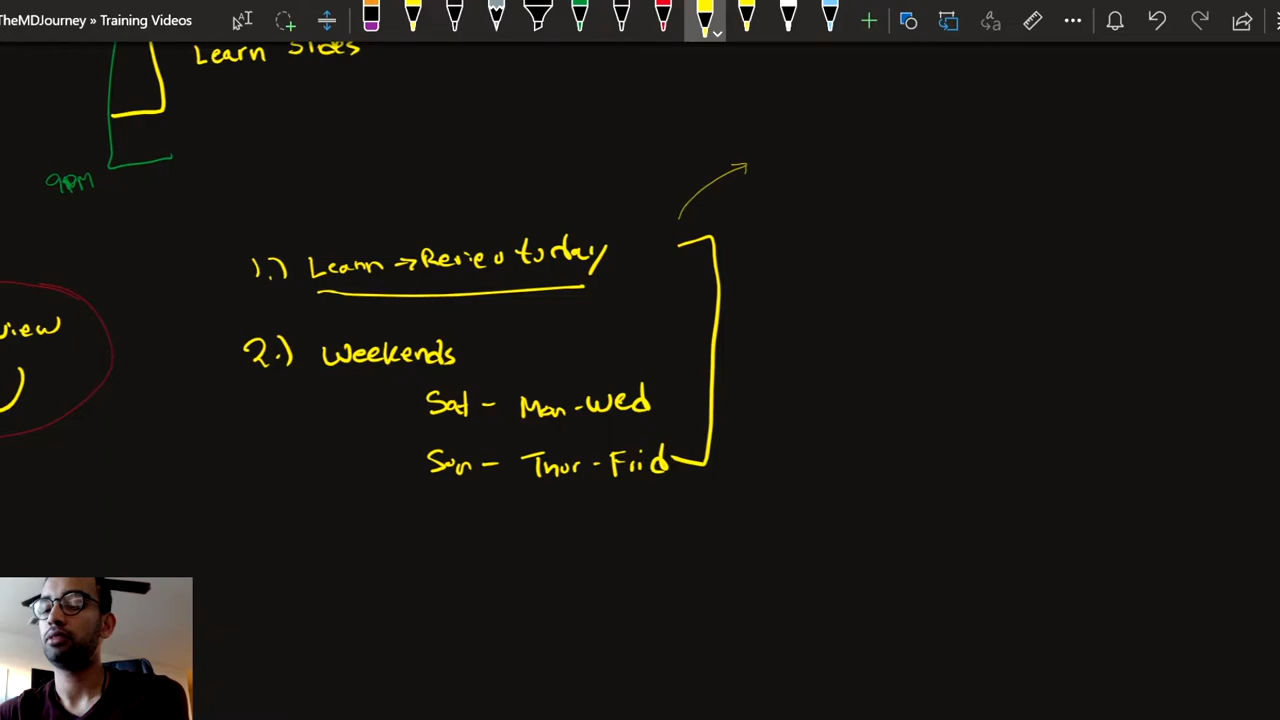 TheMDJourney » Training Videos
Learn Slides
9PM
1.) Learn → Review today
view
2.) Weekends
Sat - Mon-Wed
Sun - Thur - Frid